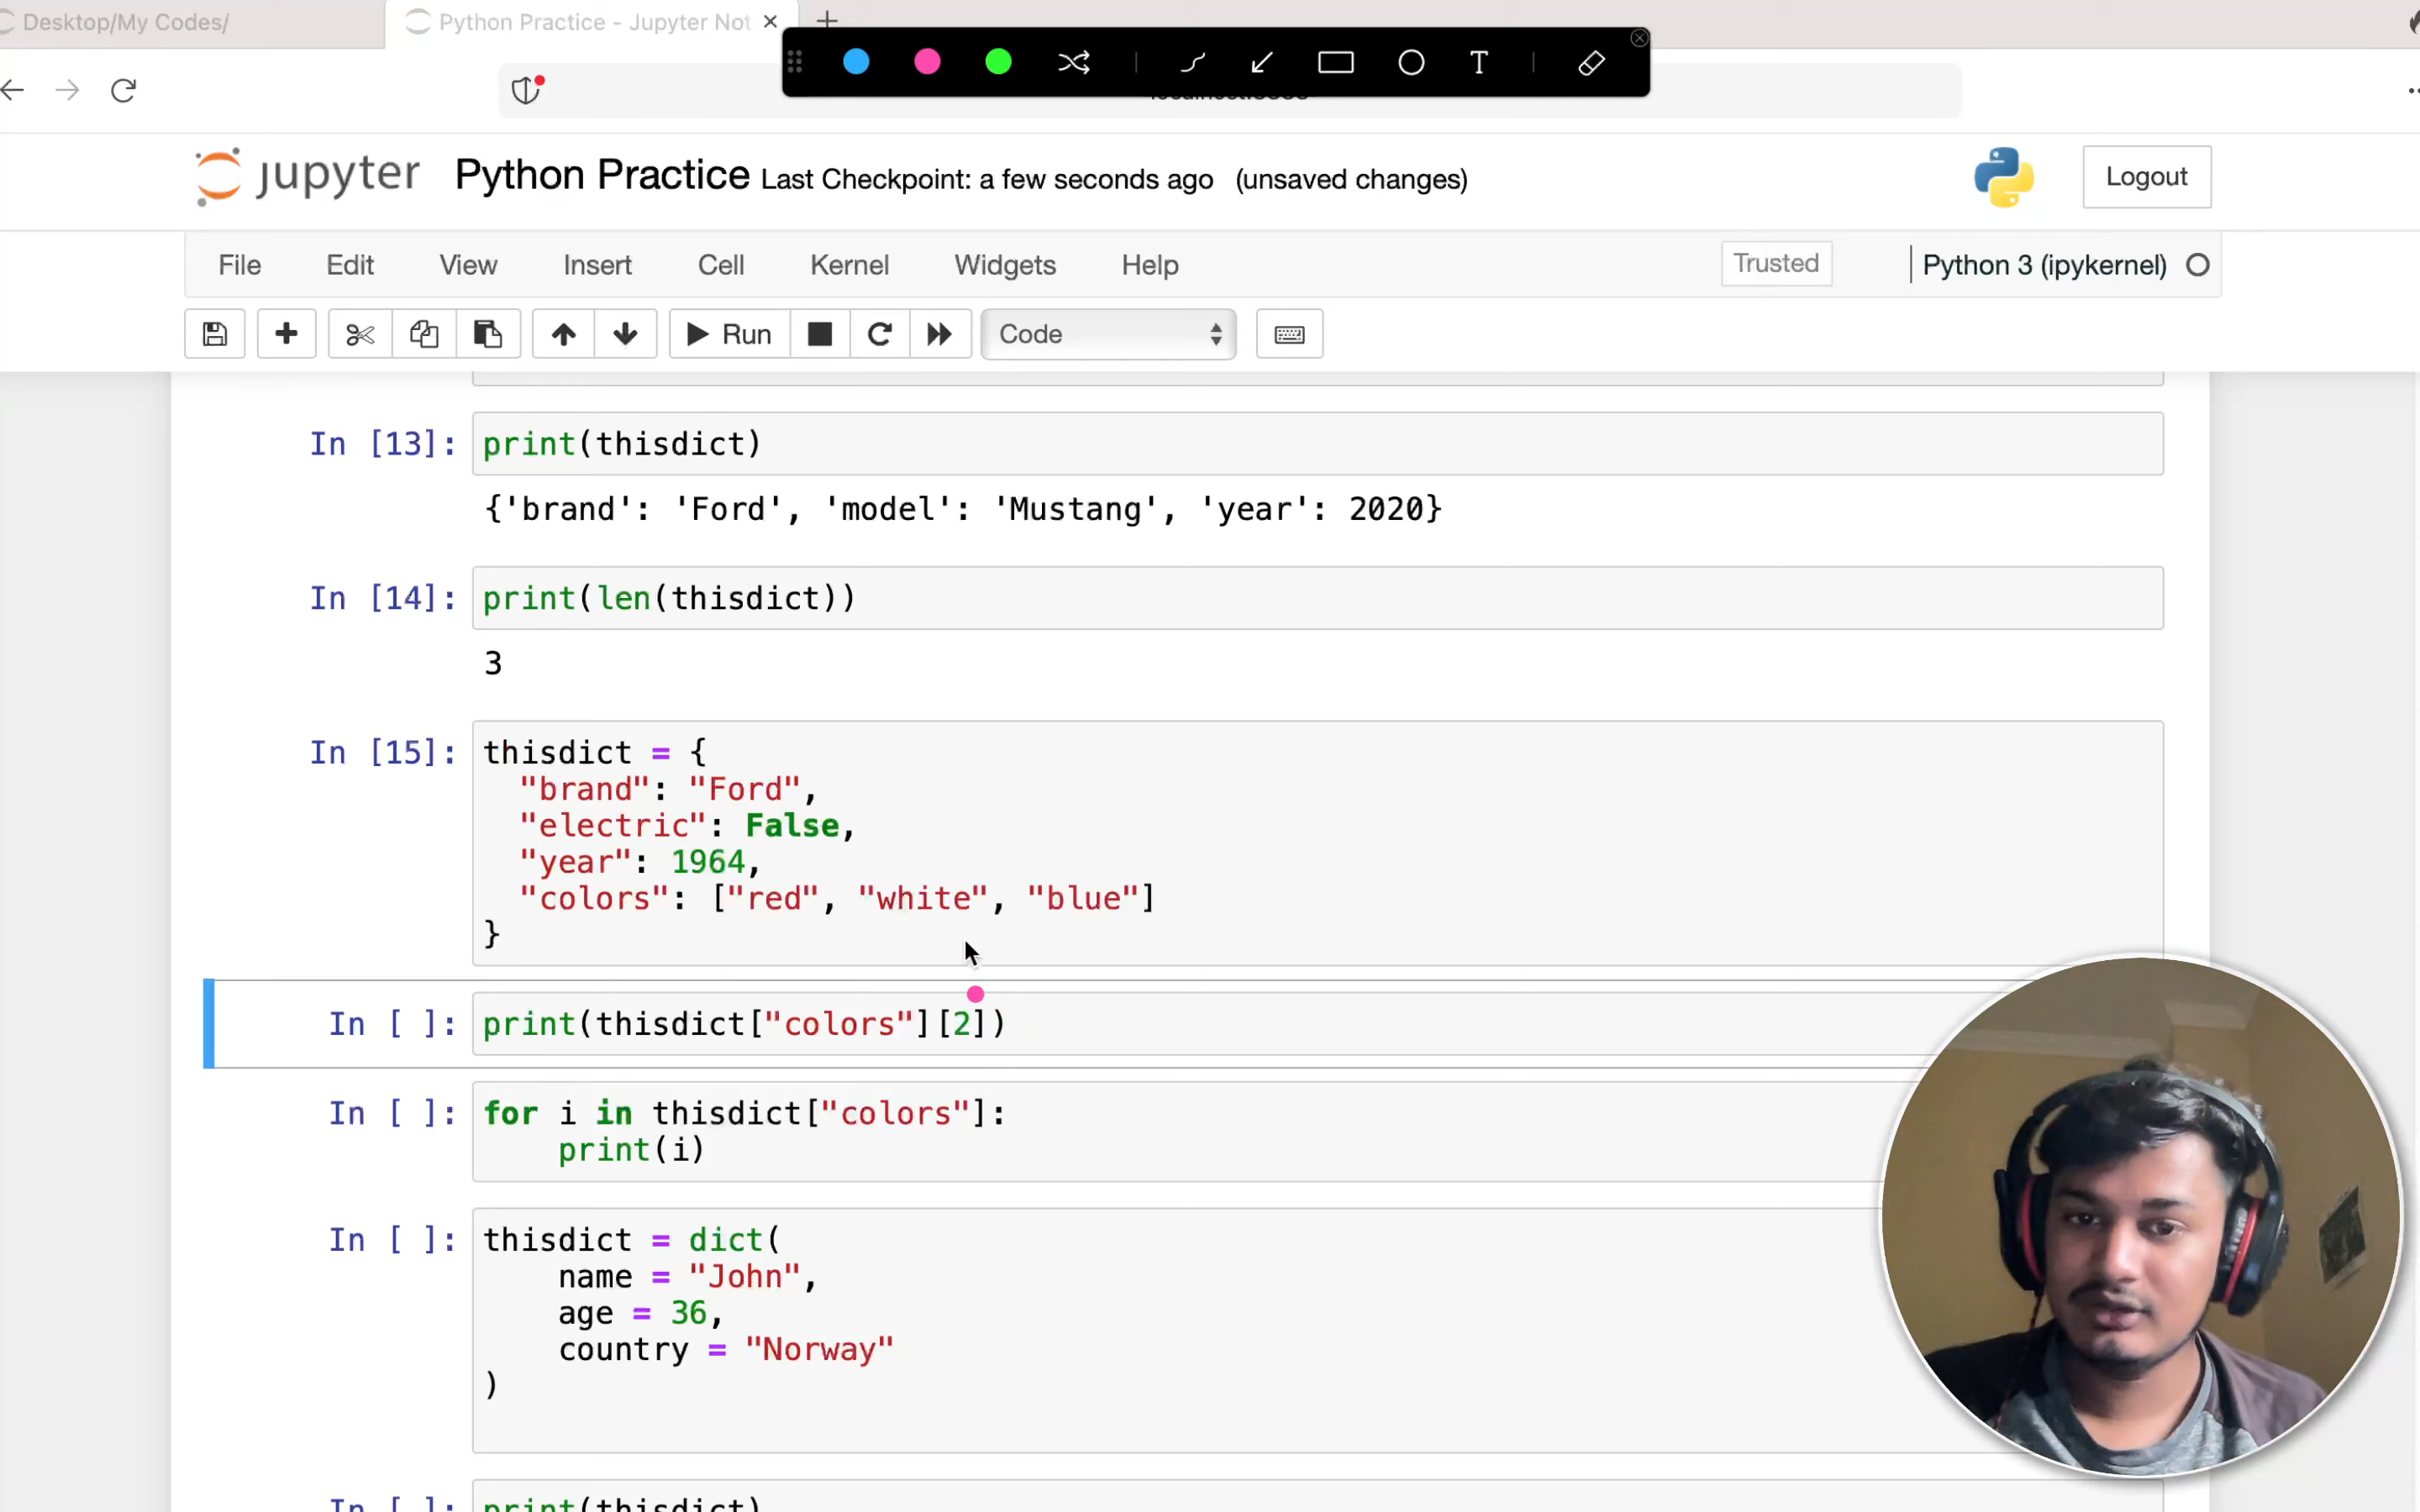 Desktop/My Codes/
Python Practice - Jupyter Not
jupyter Python Practice Last Checkpoint: a few seconds ago (unsaved changes)
Logout
File Edit View Insert Cell Kernel Widgets Help Trusted Python 3 (ipykernel)
Run Code
In [13]: print(thisdict)
{'brand': 'Ford', 'model': 'Mustang', 'year': 2020}
In [14]: print(len(thisdict))
3
In [15]: thisdict = {
"brand": "Ford",
"electric": False,
"year": 1964,
"colors": ["red", "white", "blue"]
}
In [ ]: print(thisdict["colors"][2])
In [ ]: for i in thisdict["colors"]:
print(i)
In [ ]: thisdict = dict(
name = "John",
age = 36,
country = "Norway"
)
In [ ]: print(thisdict)